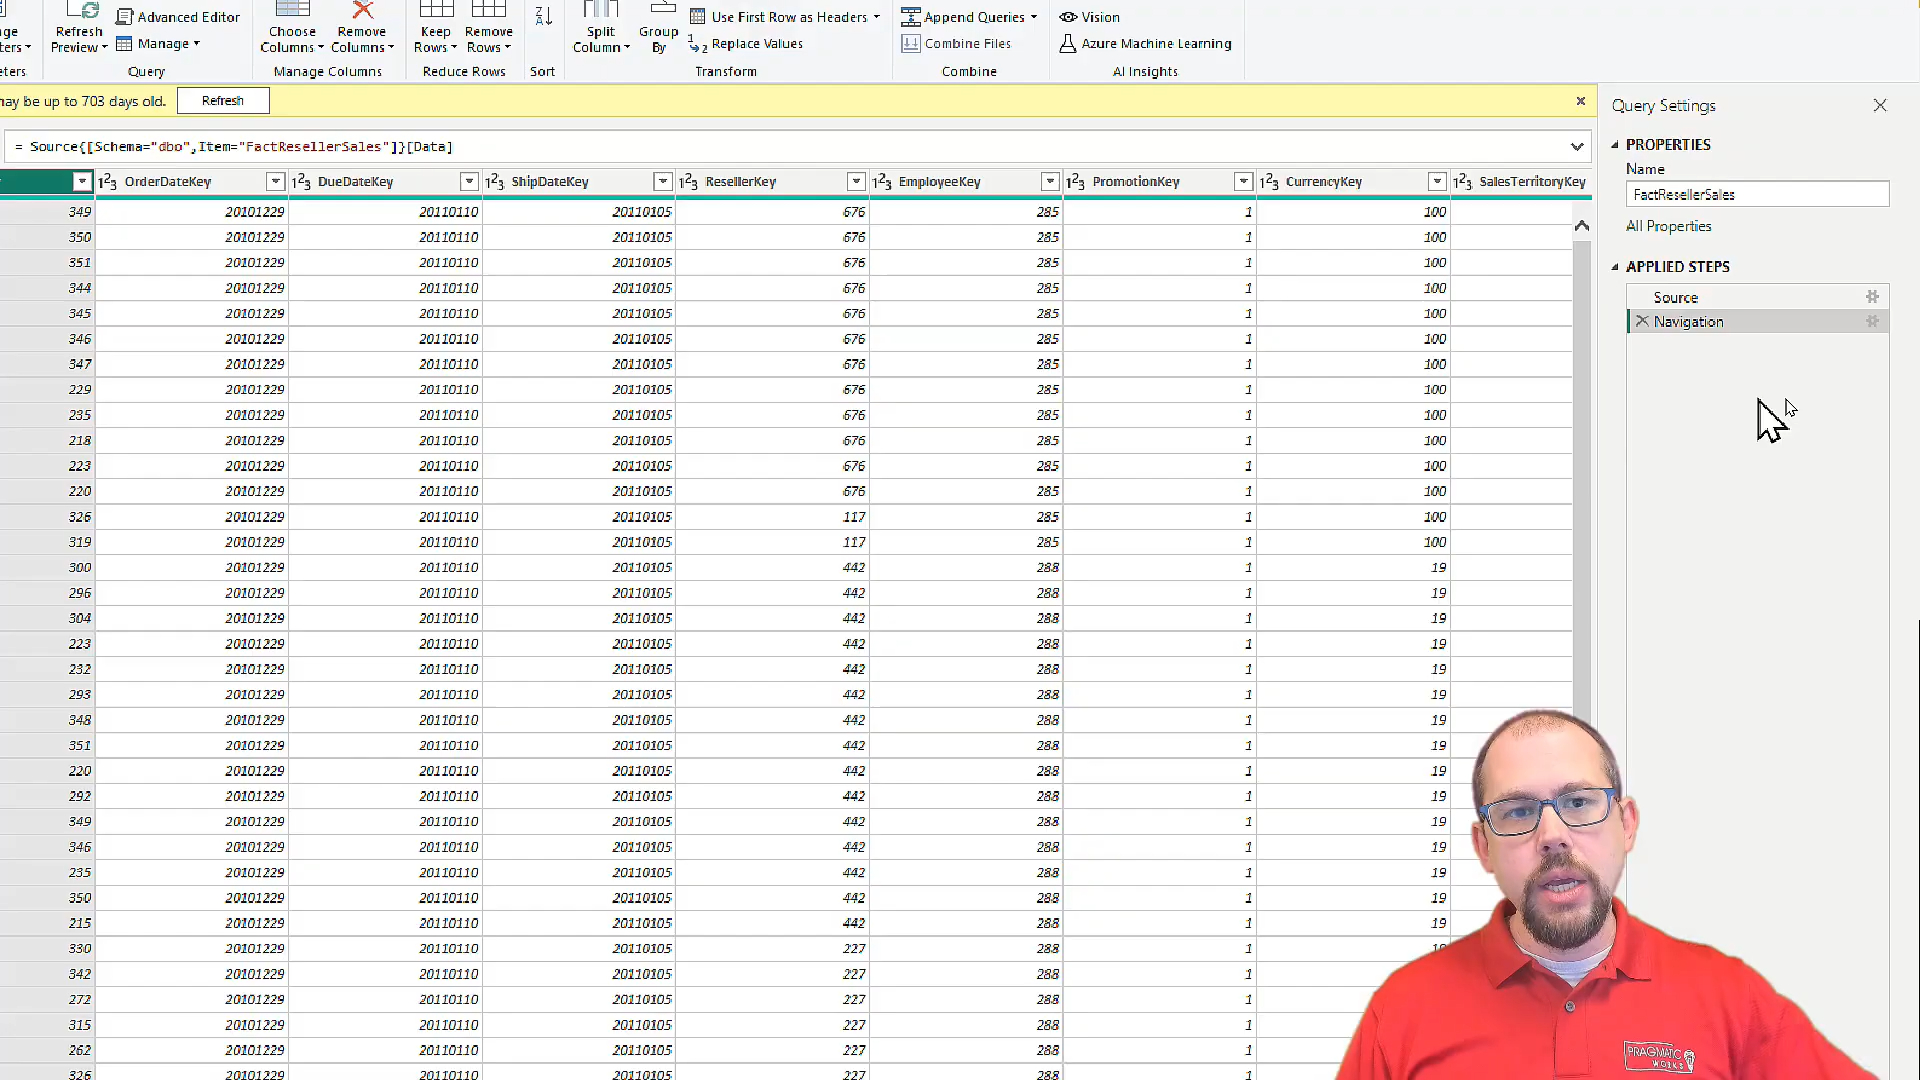 Refresh
Preview
Advanced Editor
Manage
Query
Choose
Columns
Remove
Columns
Manage Columns
Keep
Rows
Remove
Rows
Reduce Rows
Sort
Split
Column
Group
By
Use First Row as Headers
Replace Values
Transform
Append Queries
Combine Files
Combine
Vision
Azure Machine Learning
AI Insights
may be up to 703 days old. Refresh
= Source{[Schema="dbo",Item="FactResellerSales"]}[Data]
OrderDateKey DueDateKey ShipDateKey ResellerKey EmployeeKey PromotionKey CurrencyKey SalesTerritoryKey
349 20101229 20110110 20110105 676 285 1 100
350 20101229 20110110 20110105 676 285 1 100
351 20101229 20110110 20110105 676 285 1 100
344 20101229 20110110 20110105 676 285 1 100
345 20101229 20110110 20110105 676 285 1 100
346 20101229 20110110 20110105 676 285 1 100
347 20101229 20110110 20110105 676 285 1 100
229 20101229 20110110 20110105 676 285 1 100
235 20101229 20110110 20110105 676 285 1 100
218 20101229 20110110 20110105 676 285 1 100
223 20101229 20110110 20110105 676 285 1 100
220 20101229 20110110 20110105 676 285 1 100
326 20101229 20110110 20110105 117 285 1 100
319 20101229 20110110 20110105 117 285 1 100
300 20101229 20110110 20110105 442 288 1 19
296 20101229 20110110 20110105 442 288 1 19
304 20101229 20110110 20110105 442 288 1 19
223 20101229 20110110 20110105 442 288 1 19
232 20101229 20110110 20110105 442 288 1 19
293 20101229 20110110 20110105 442 288 1 19
348 20101229 20110110 20110105 442 288 1 19
351 20101229 20110110 20110105 442 288 1 19
220 20101229 20110110 20110105 442 288 1 19
292 20101229 20110110 20110105 442 288 1 19
349 20101229 20110110 20110105 442 288 1 19
346 20101229 20110110 20110105 442 288 1 19
235 20101229 20110110 20110105 442 288 1 19
350 20101229 20110110 20110105 442 288 1 19
215 20101229 20110110 20110105 442 288 1 19
330 20101229 20110110 20110105 227 288 1
342 20101229 20110110 20110105 227 288 1
272 20101229 20110110 20110105 227 288 1
315 20101229 20110110 20110105 227 288 1
262 20101229 20110110 20110105 227 288 1
326 20101229 20110110 20110105 227 288 1
Query Settings
PROPERTIES
Name
FactResellerSales
All Properties
APPLIED STEPS
Source
Navigation
PRAGMATIC
WORKS